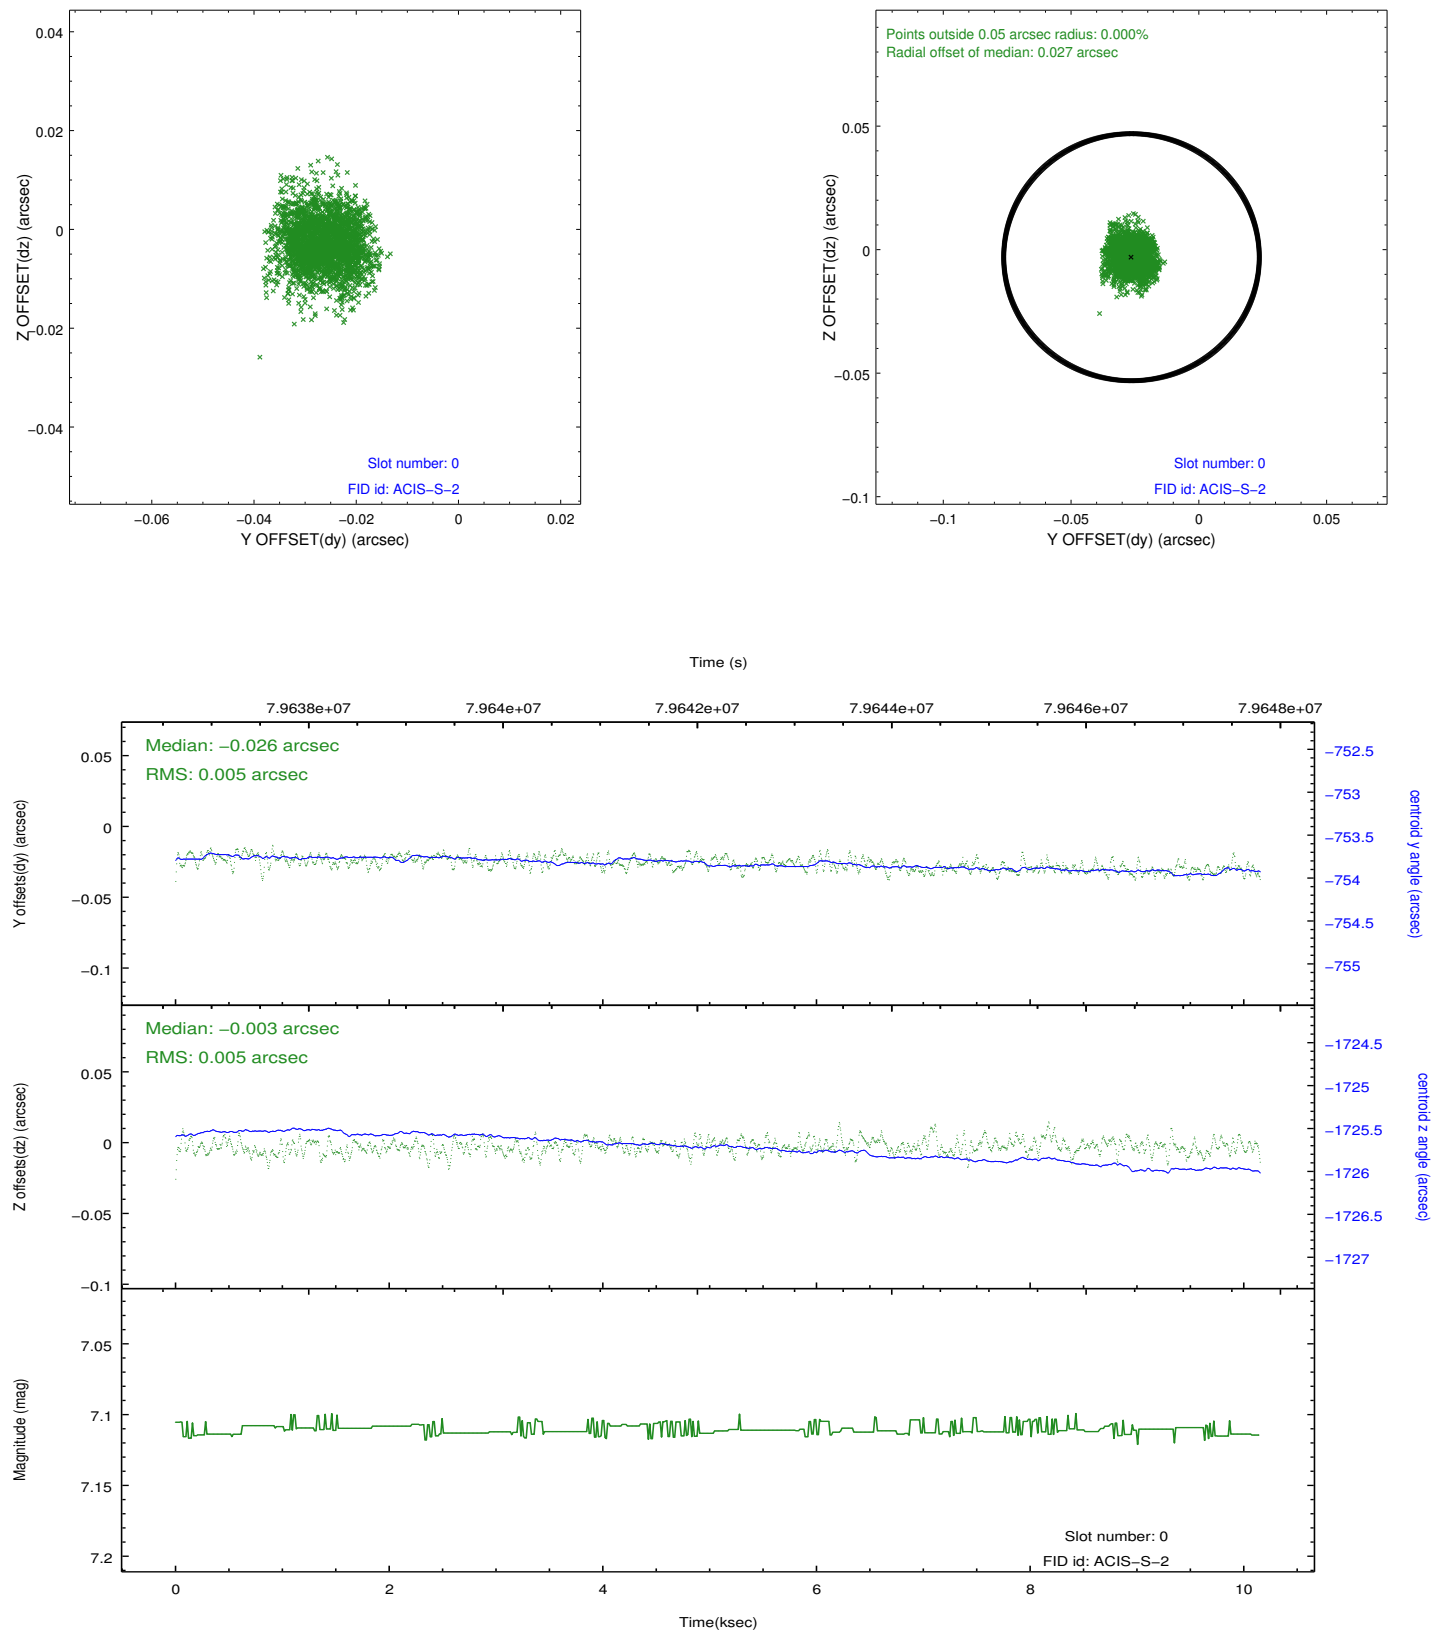 0.04
0.02
0
−0.02
−0.04
Z OFFSET(dz) (arcsec)
Slot number: 0
FID id: ACIS−S−2
−0.06
−0.04
−0.02
0
0.02
Y OFFSET(dy) (arcsec)
Points outside 0.05 arcsec radius: 0.000%
Radial offset of median: 0.027 arcsec
0.05
0
−0.05
−0.1
Z OFFSET(dz) (arcsec)
Slot number: 0
FID id: ACIS−S−2
−0.1
−0.05
0
0.05
Y OFFSET(dy) (arcsec)
Time (s)
7.9638e+07
7.964e+07
7.9642e+07
7.9644e+07
7.9646e+07
7.9648e+07
Median: −0.026 arcsec
RMS: 0.005 arcsec
0.05
0
−0.05
−0.1
Y offsets(dy) (arcsec)
−752.5
−753
−753.5
−754
−754.5
−755
centroid y angle (arcsec)
Median: −0.003 arcsec
RMS: 0.005 arcsec
0.05
0
−0.05
−0.1
Z offsets(dz) (arcsec)
−1724.5
−1725
−1725.5
−1726
−1726.5
−1727
centroid z angle (arcsec)
7.05
7.1
7.15
7.2
Magnitude (mag)
Slot number: 0
FID id: ACIS−S−2
0
2
4
6
8
10
Time(ksec)